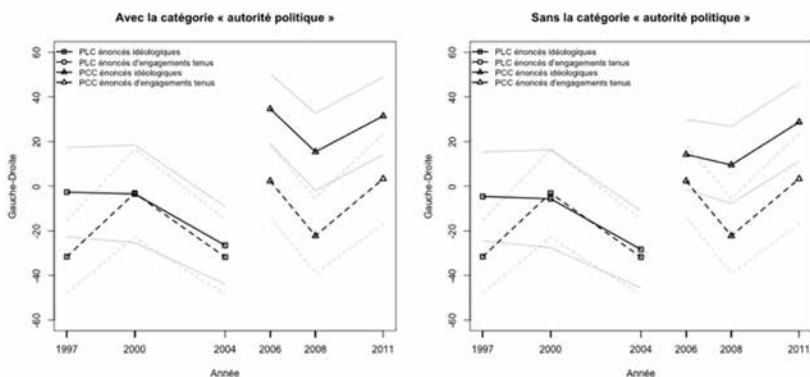 Avec la catégorie « autorité politique »
60
40
20
0
-20
-40
-60
Gauche-Droite
PLC énoncés idéologiques
PLC énoncés d'engagements tenus
PCC énoncés idéologiques
PCC énoncés d'engagements tenus
1997 2000 2004 2006 2008 2011
Année
Sans la catégorie « autorité politique »
60
40
20
0
-20
-40
-60
Gauche-Droite
PLC énoncés idéologiques
PLC énoncés d'engagements tenus
PCC énoncés idéologiques
PCC énoncés d'engagements tenus
1997 2000 2004 2006 2008 2011
Année